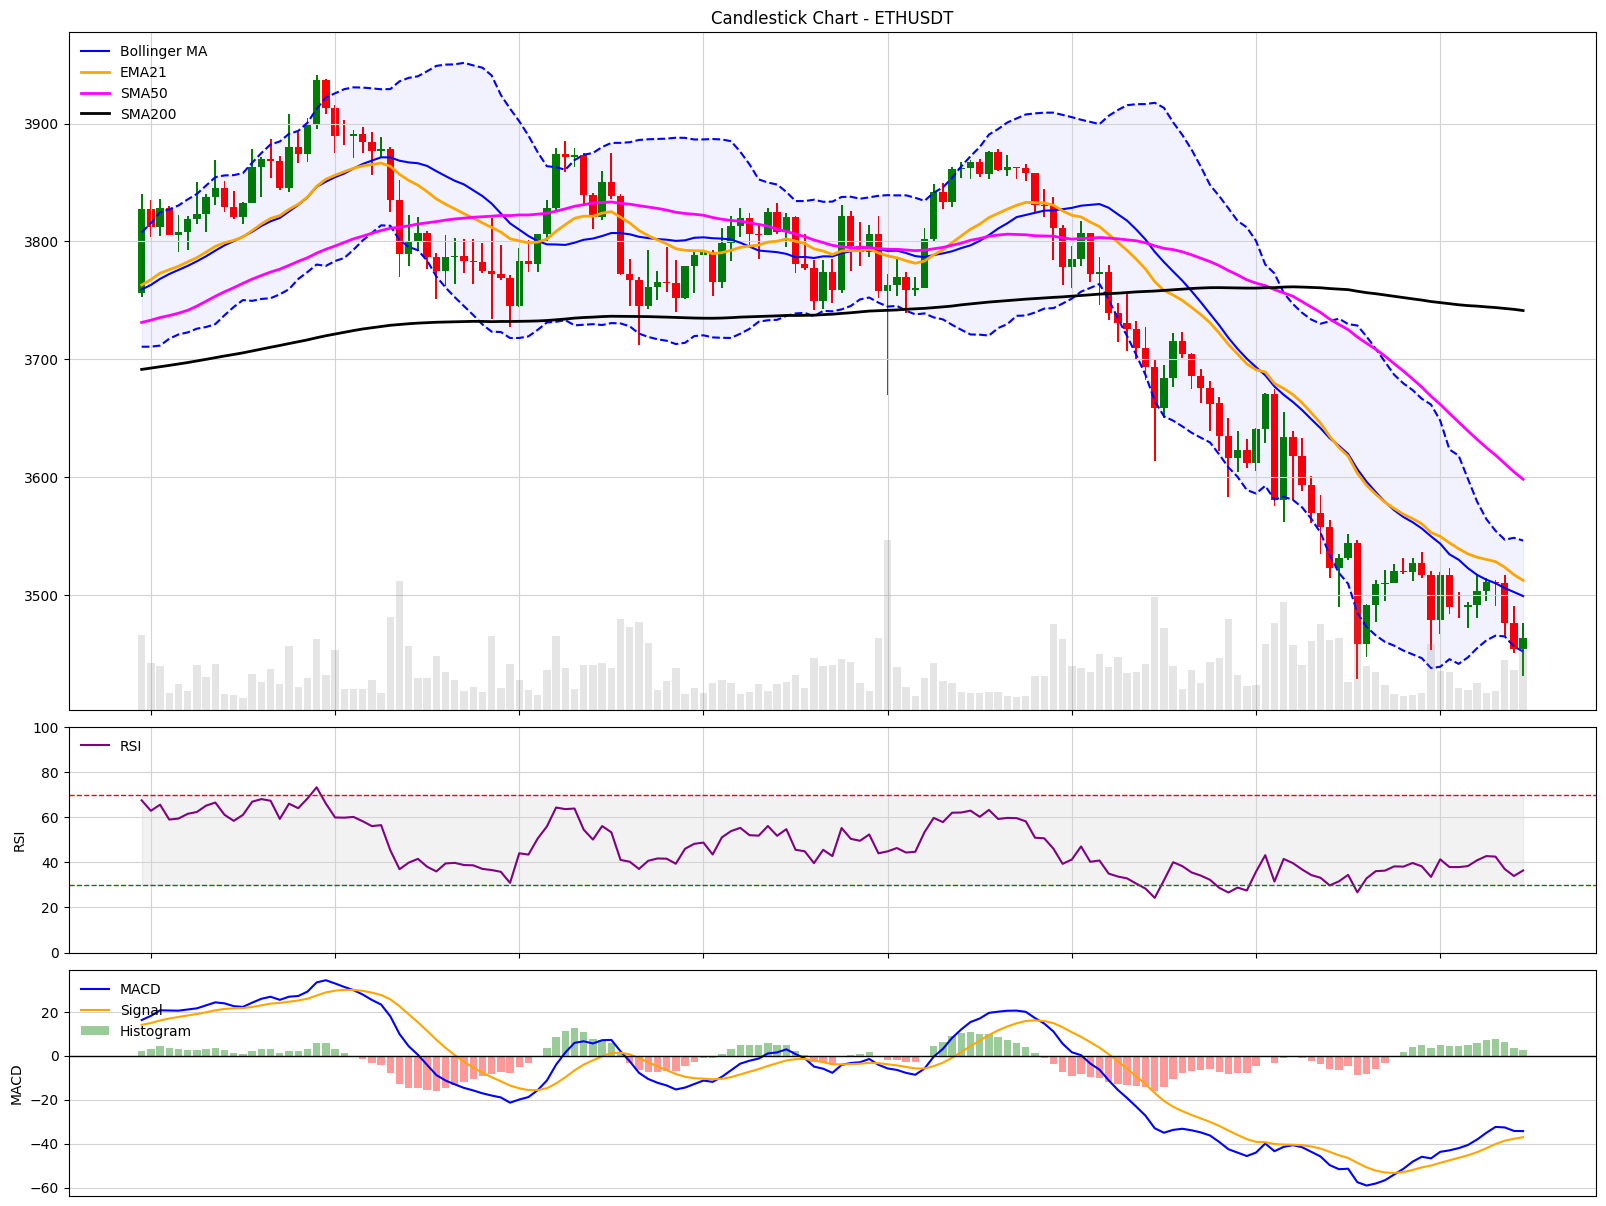 Candlestick Chart - ETHUSDT
Bollinger MA
EMA21
SMA50
SMA200
3900
3800
3700
3600
3500
100
80
60
40
20
0
RSI
RSI
20
0
−20
−40
−60
MACD
MACD
Signal
Histogram